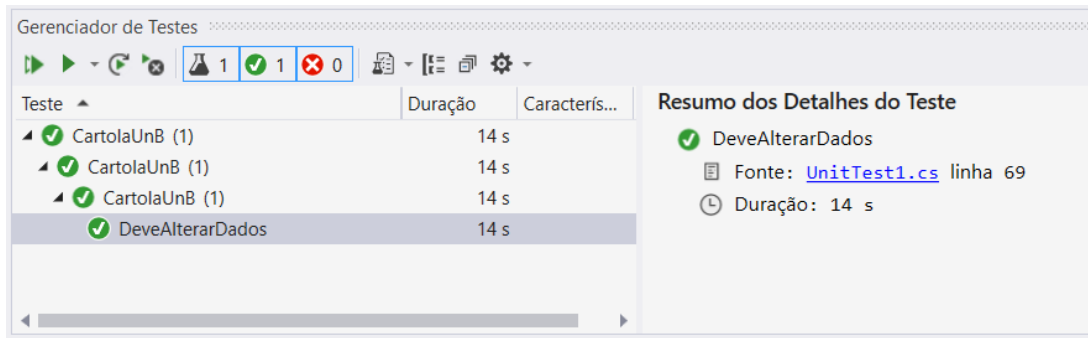 Gerenciador de Testes
1 1 0
Teste Duração Caracterís...
CartolaUnB (1) 14 s
CartolaUnB (1) 14 s
CartolaUnB (1) 14 s
DeveAlterarDados 14 s
Resumo dos Detalhes do Teste
DeveAlterarDados
Fonte: UnitTest1.cs linha 69
Duração: 14 s